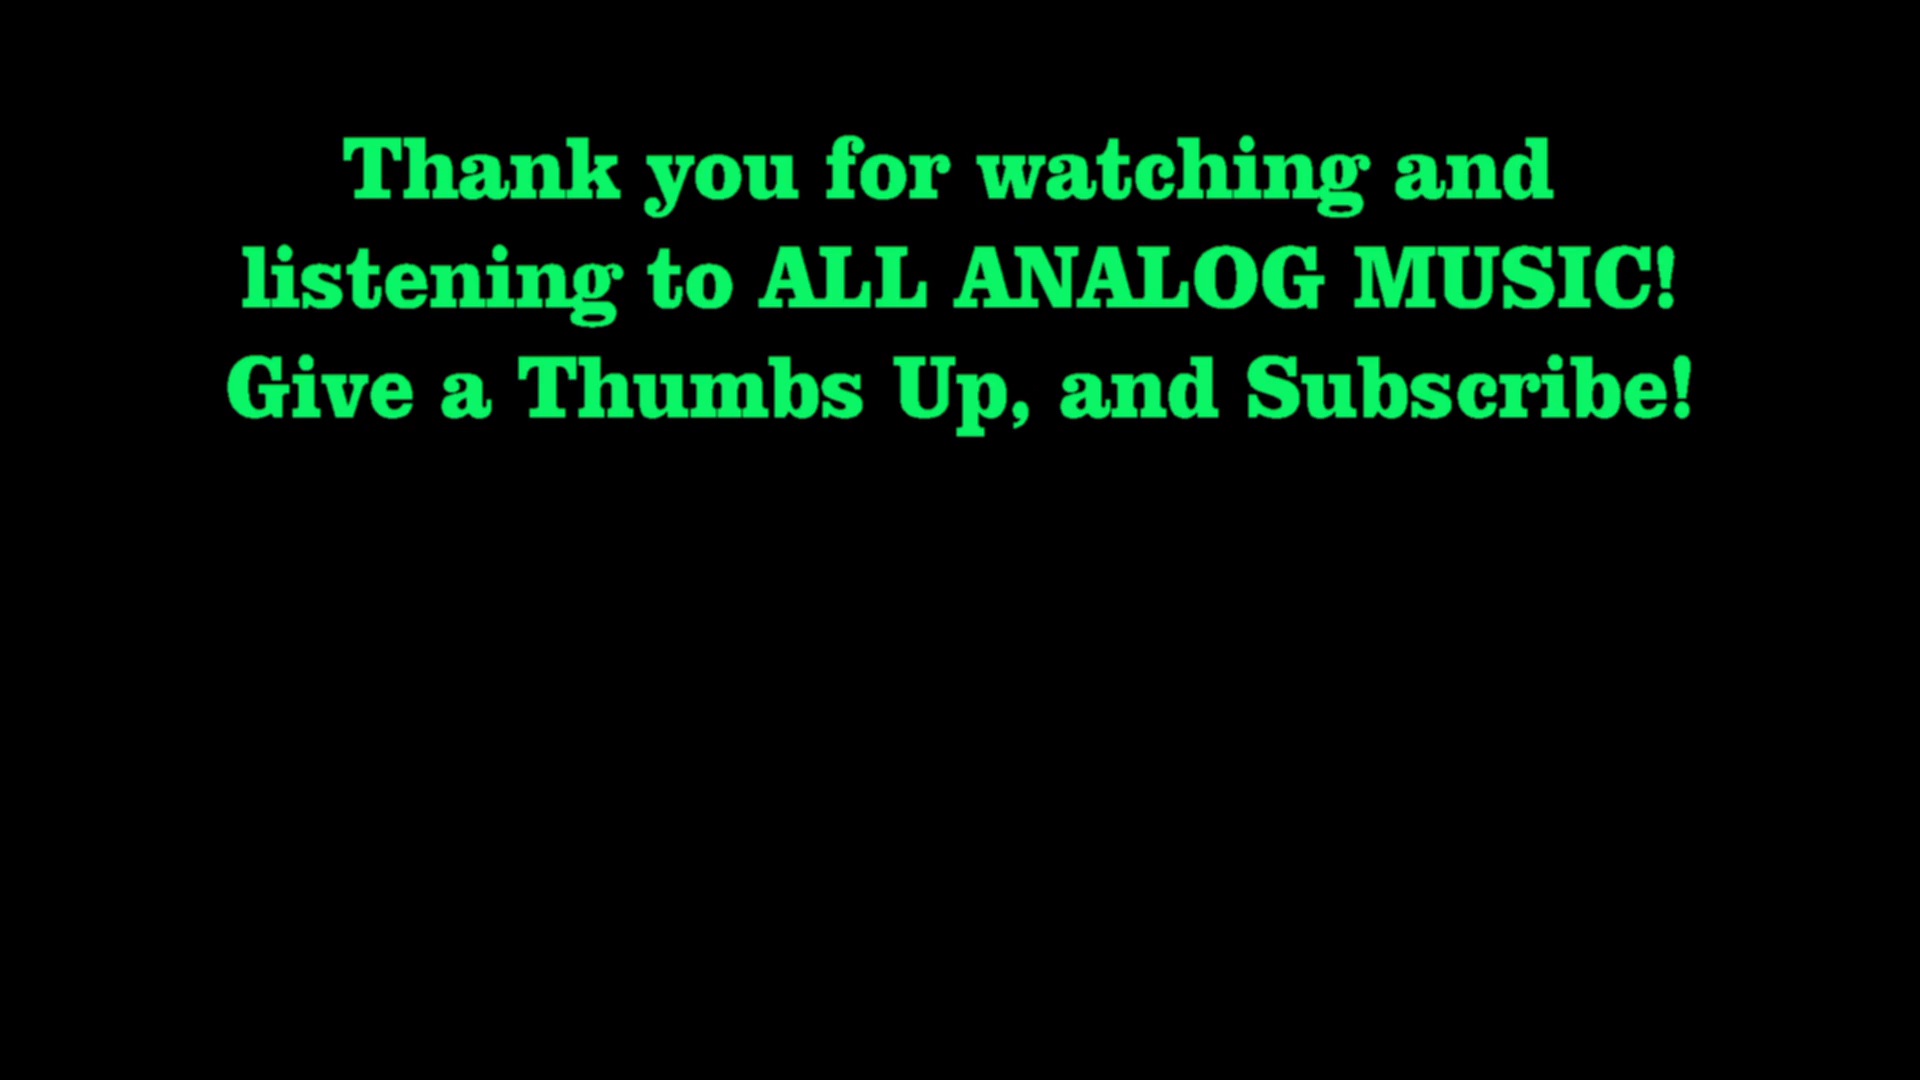 Thank you for watching and
listening to ALL ANALOG MUSIC!
Give a Thumbs Up, and Subscribe!